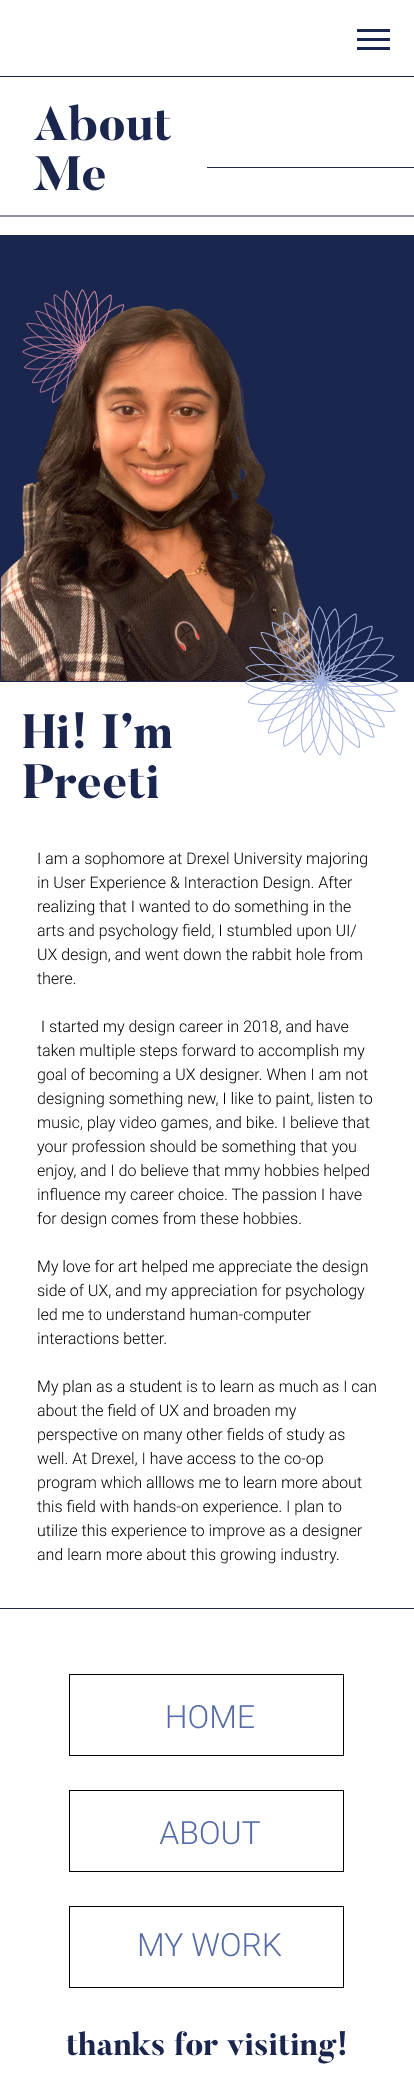 About
Me
Hi! I’m
Preeti
I am a sophomore at Drexel University majoring
in User Experience & Interaction Design. After
realizing that I wanted to do something in the
arts and psychology field, I stumbled upon UI/
UX design, and went down the rabbit hole from
there.
I started my design career in 2018, and have
taken multiple steps forward to accomplish my
goal of becoming a UX designer. When I am not
designing something new, I like to paint, listen to
music, play video games, and bike. I believe that
your profession should be something that you
enjoy, and I do believe that mmy hobbies helped
influence my career choice. The passion I have
for design comes from these hobbies.
My love for art helped me appreciate the design
side of UX, and my appreciation for psychology
led me to understand human-computer
interactions better.
My plan as a student is to learn as much as I can
about the field of UX and broaden my
perspective on many other fields of study as
well. At Drexel, I have access to the co-op
program which alllows me to learn more about
this field with hands-on experience. I plan to
utilize this experience to improve as a designer
and learn more about this growing industry.
HOME
ABOUT
MY WORK
thanks for visiting!